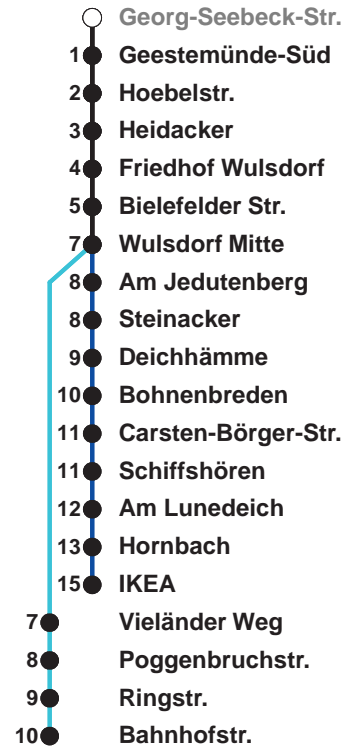 Georg-Seebeck-Str.
1 Geestemünde-Süd
2 Hoebelstr.
3 Heidacker
4 Friedhof Wulsdorf
5 Bielefelder Str.
7 Wulsdorf Mitte
8 Am Jedutenberg
8 Steinacker
9 Deichhämme
10 Bohnenbreden
11 Carsten-Börger-Str.
11 Schiffshören
12 Am Lunedeich
13 Hornbach
15 IKEA
7 Vieländer Weg
8 Poggenbruchstr.
9 Ringstr.
10 Bahnhofstr.